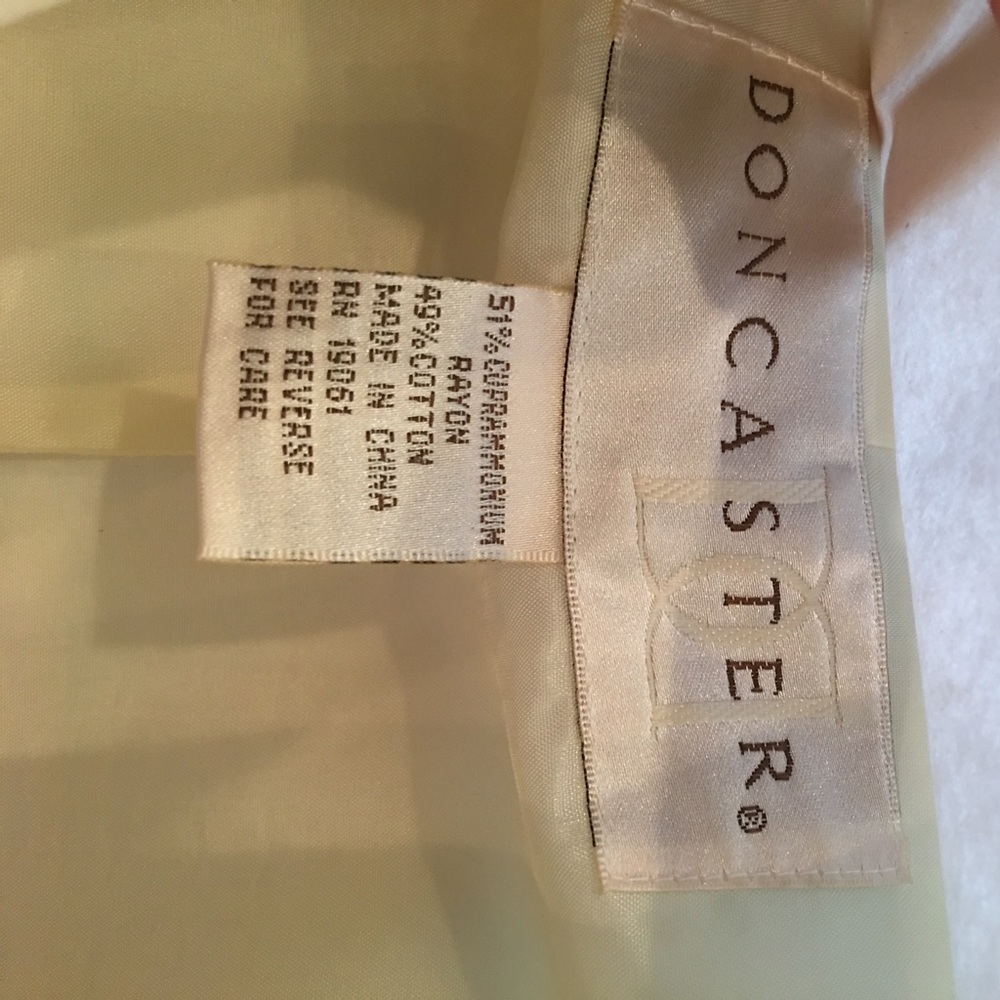 DONCASTER®
51%CUPRAMMONIUM
RAYON
49%COTTON
MADE IN CHINA
RN 19061
SEE REVERSE
FOR CARE